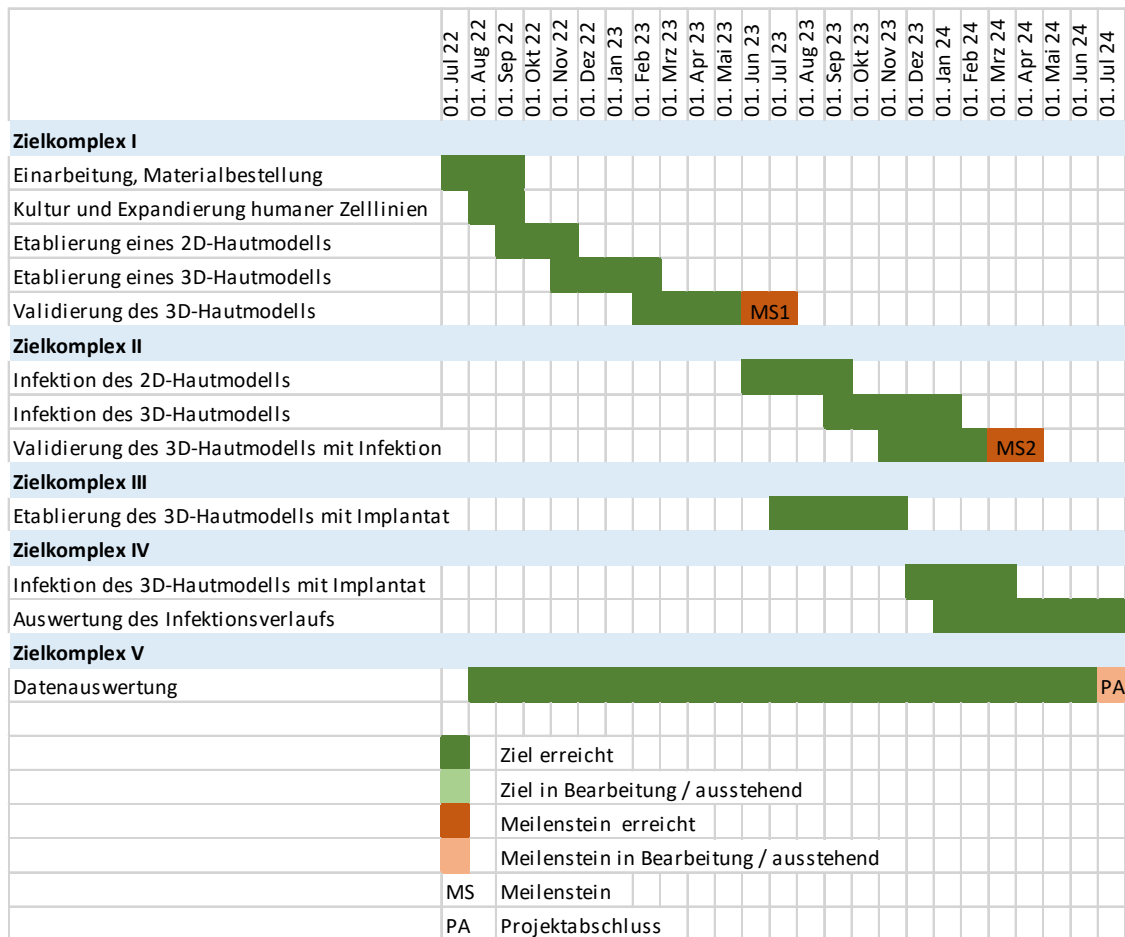 01. Jul 22 01. Aug 22 01. Sep 22 01. Okt 22 01. Nov 22 01. Dez 22 01. Jan 23 01. Feb 23 01. Mrz 23 01. Apr 23 01. Mai 23 01. Jun 23 01. Jul 23 01. Aug 23 01. Sep 23 01. Okt 23 01. Nov 23 01. Dez 23 01. Jan 24 01. Feb 24 01. Mrz 24 01. Apr 24 01. Mai 24 01. Jun 24 01. Jul 24
Zielkomplex I
Einarbeitung, Materialbestellung
Kultur und Expandierung humaner Zelllinien
Etablierung eines 2D-Hautmodells
Etablierung eines 3D-Hautmodells
Validierung des 3D-Hautmodells MS1
Zielkomplex II
Infektion des 2D-Hautmodells
Infektion des 3D-Hautmodells
Validierung des 3D-Hautmodells mit Infektion MS2
Zielkomplex III
Etablierung des 3D-Hautmodells mit Implantat
Zielkomplex IV
Infektion des 3D-Hautmodells mit Implantat
Auswertung des Infektionsverlaufs
Zielkomplex V
Datenauswertung PA
Ziel erreicht
Ziel in Bearbeitung / ausstehend
Meilenstein erreicht
Meilenstein in Bearbeitung / ausstehend
MS Meilenstein
PA Projektabschluss